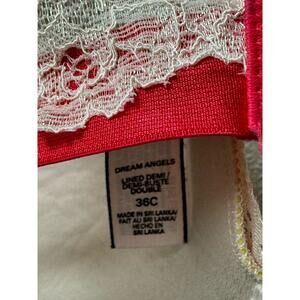 DREAM ANGELS
LINED DEMI/
DEMI-BUSTE
DOUBLE
36C
MADE IN SRI LANKA/
FAIT AU SRI LANKA/
HECHO EN
SRI LANKA